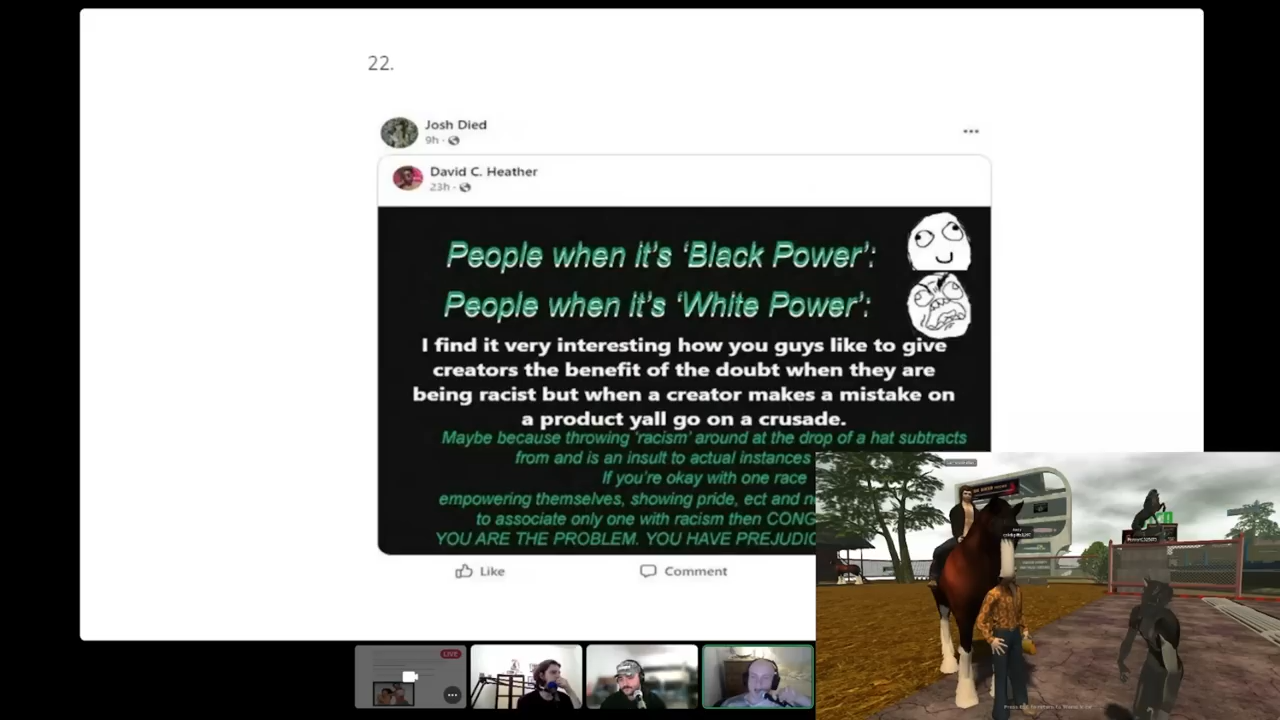 22.
Josh Died
9h
David C. Heather
23h
People when it's 'Black Power':
People when it's 'White Power':
I find it very interesting how you guys like to give
creators the benefit of the doubt when they are
being racist but when a creator makes a mistake on
a product yall go on a crusade.
Maybe because throwing 'racism' around at the drop of a hat subtracts
from and is an insult to actual instances
If you're okay with one race
empowering themselves, showing pride, ect and
to associate only one with racism then
YOU ARE THE PROBLEM. YOU HAVE
Like
Comment
LIVE